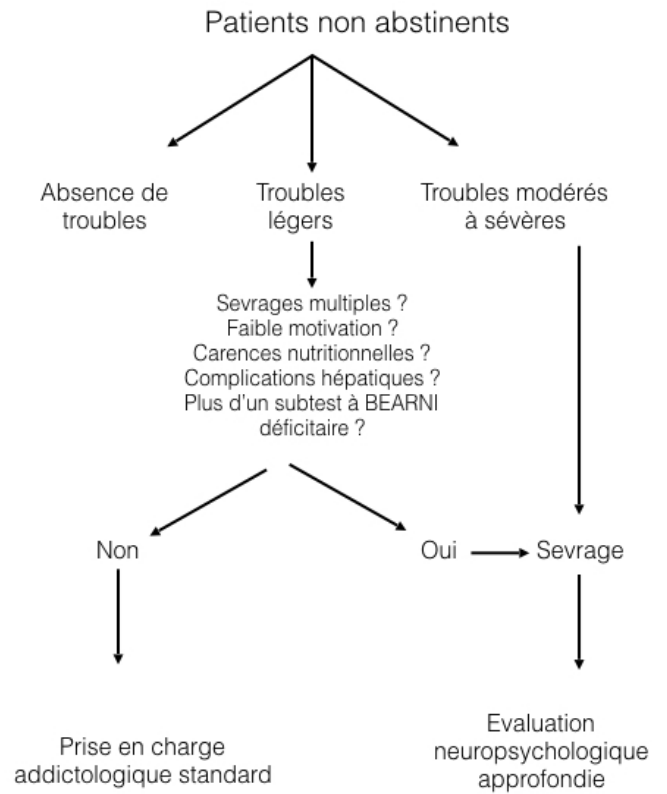 Patients non abstinents
Absence de
troubles
Troubles
légers
Troubles modérés
à sévères
Sevrages multiples ?
Faible motivation ?
Carences nutritionnelles ?
Complications hépatiques ?
Plus d'un subtest à BEARNI
déficitaire ?
Non
Oui
Sevrage
Prise en charge
addictologique standard
Evaluation
neuropsychologique
approfondie